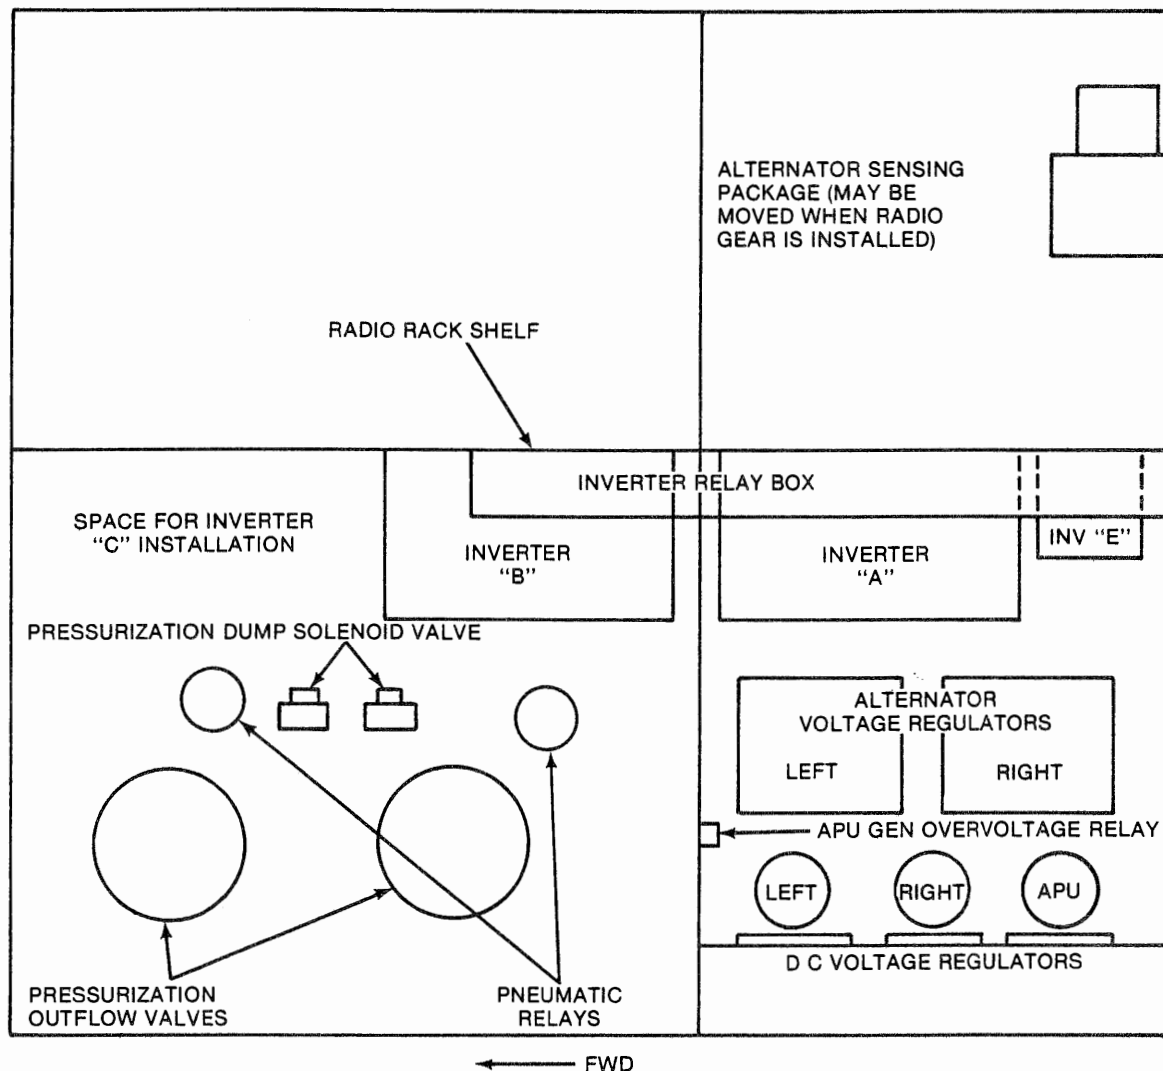 ALTERNATOR SENSING
PACKAGE (MAY BE
MOVED WHEN RADIO
GEAR IS INSTALLED)
RADIO RACK SHELF
INVERTER RELAY BOX
SPACE FOR INVERTER
“C” INSTALLATION
INVERTER
“B”
INVERTER
“A”
INV “E”
PRESSURIZATION DUMP SOLENOID VALVE
ALTERNATOR
VOLTAGE REGULATORS
LEFT
RIGHT
APU GEN OVERVOLTAGE RELAY
LEFT
RIGHT
APU
D C VOLTAGE REGULATORS
PRESSURIZATION
OUTFLOW VALVES
PNEUMATIC
RELAYS
FWD